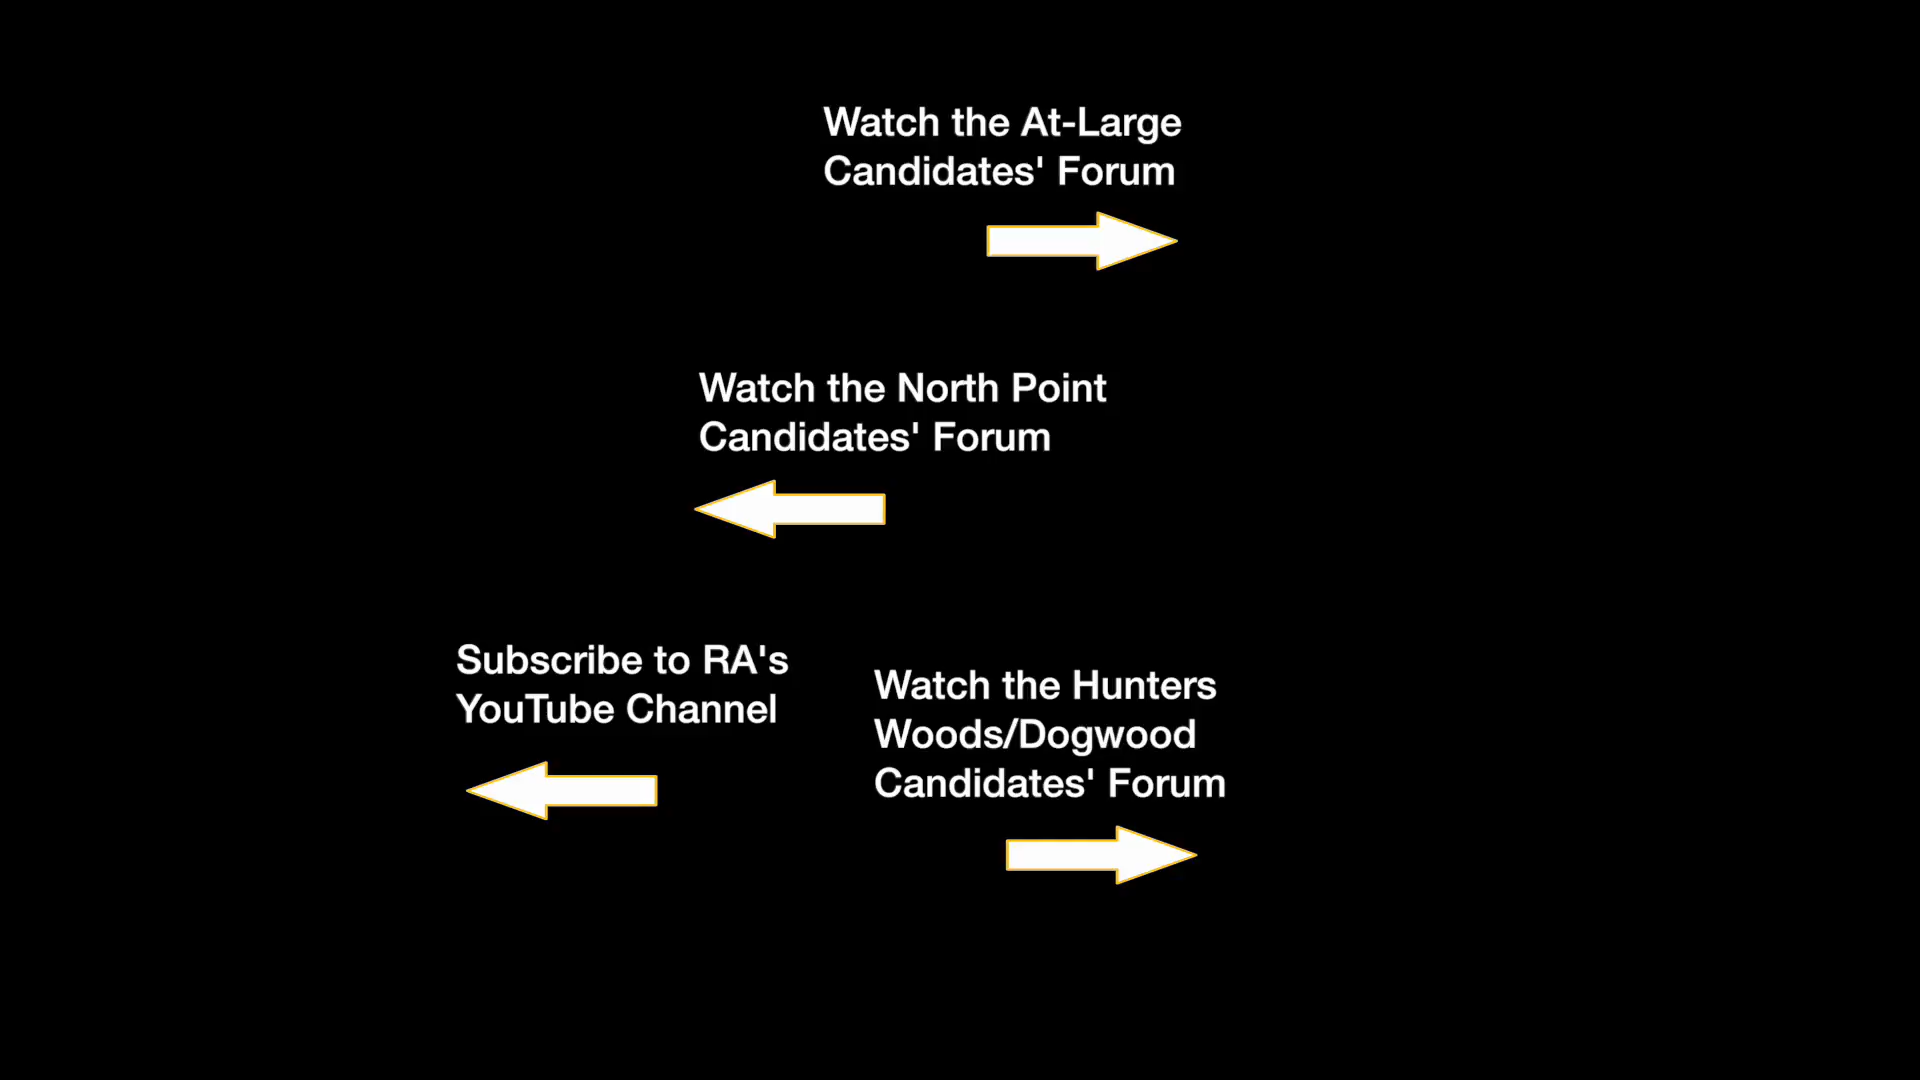 Watch the At-Large
Candidates' Forum
Watch the North Point
Candidates' Forum
Subscribe to RA's
YouTube Channel
Watch the Hunters
Woods/Dogwood
Candidates' Forum